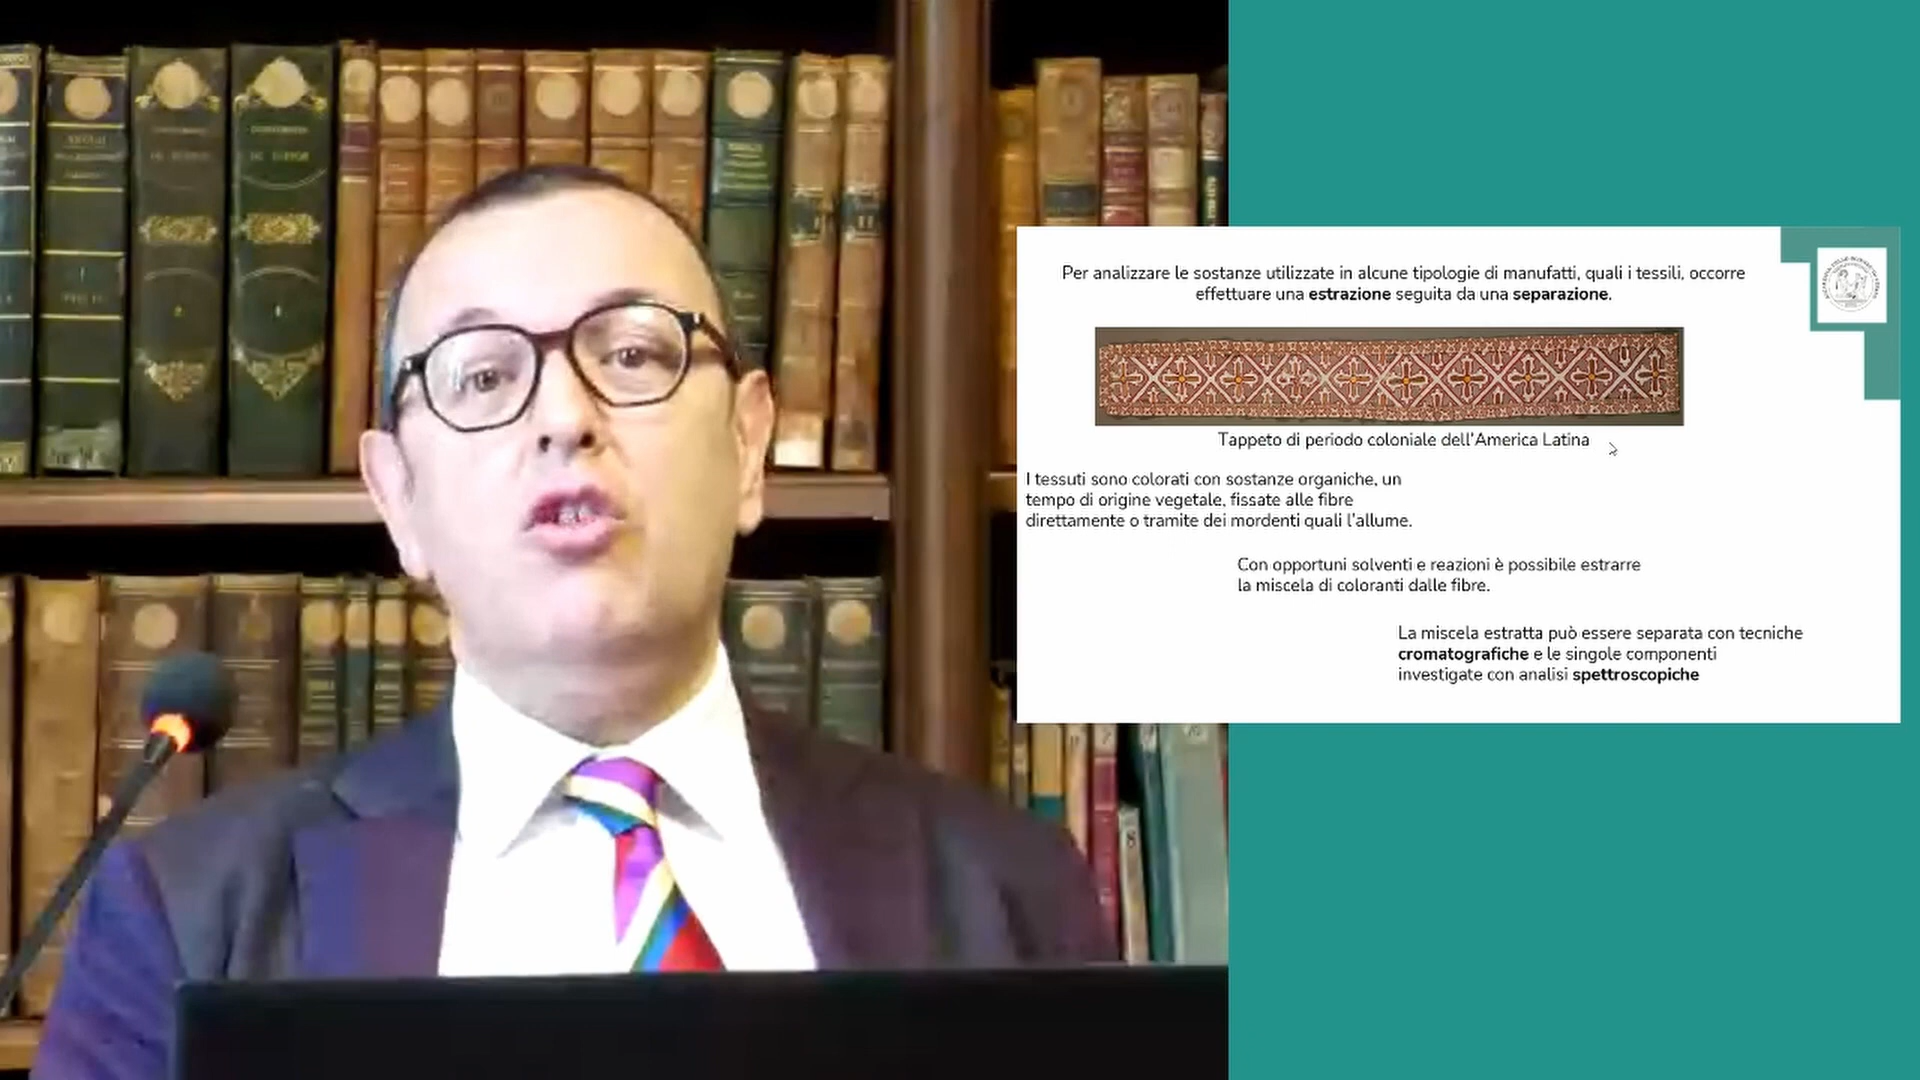 Per analizzare le sostanze utilizzate in alcune tipologie di manufatti, quali i tessili, occorre
effettuare una estrazione seguita da una separazione.
Tappeto di periodo coloniale dell'America Latina
I tessuti sono colorati con sostanze organiche, un
tempo di origine vegetale, fissate alle fibre
direttamente o tramite dei mordenti quali l'allume.
Con opportuni solventi e reazioni è possibile estrarre
la miscela di coloranti dalle fibre.
La miscela estratta può essere separata con tecniche
cromatografiche e le singole componenti
investigate con analisi spettroscopiche